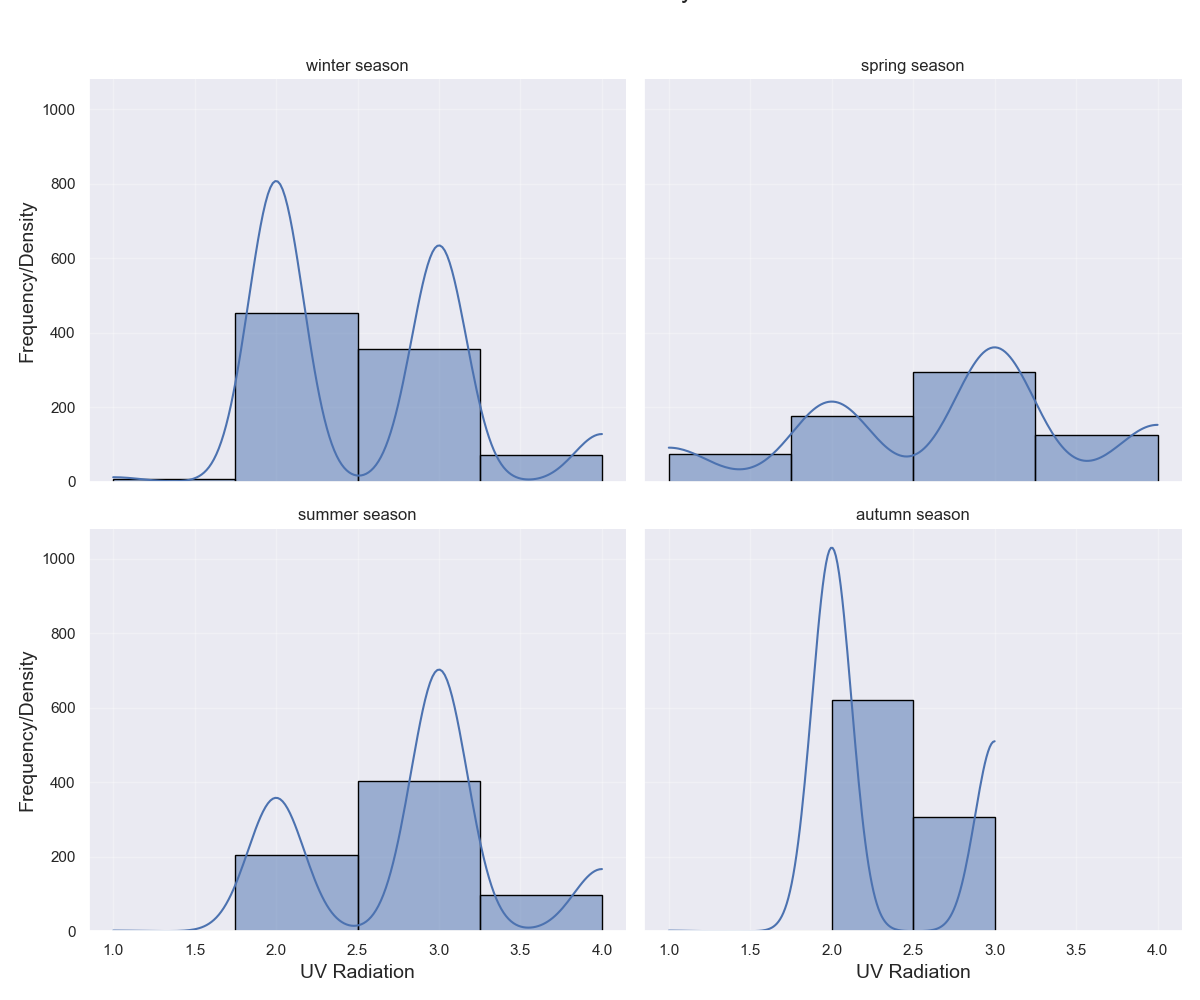 winter season
spring season
1000
800
600
400
200
0
Frequency/Density
summer season
autumn season
1000
800
600
400
200
0
Frequency/Density
1.0 1.5 2.0 2.5 3.0 3.5 4.0
1.0 1.5 2.0 2.5 3.0 3.5 4.0
UV Radiation
UV Radiation